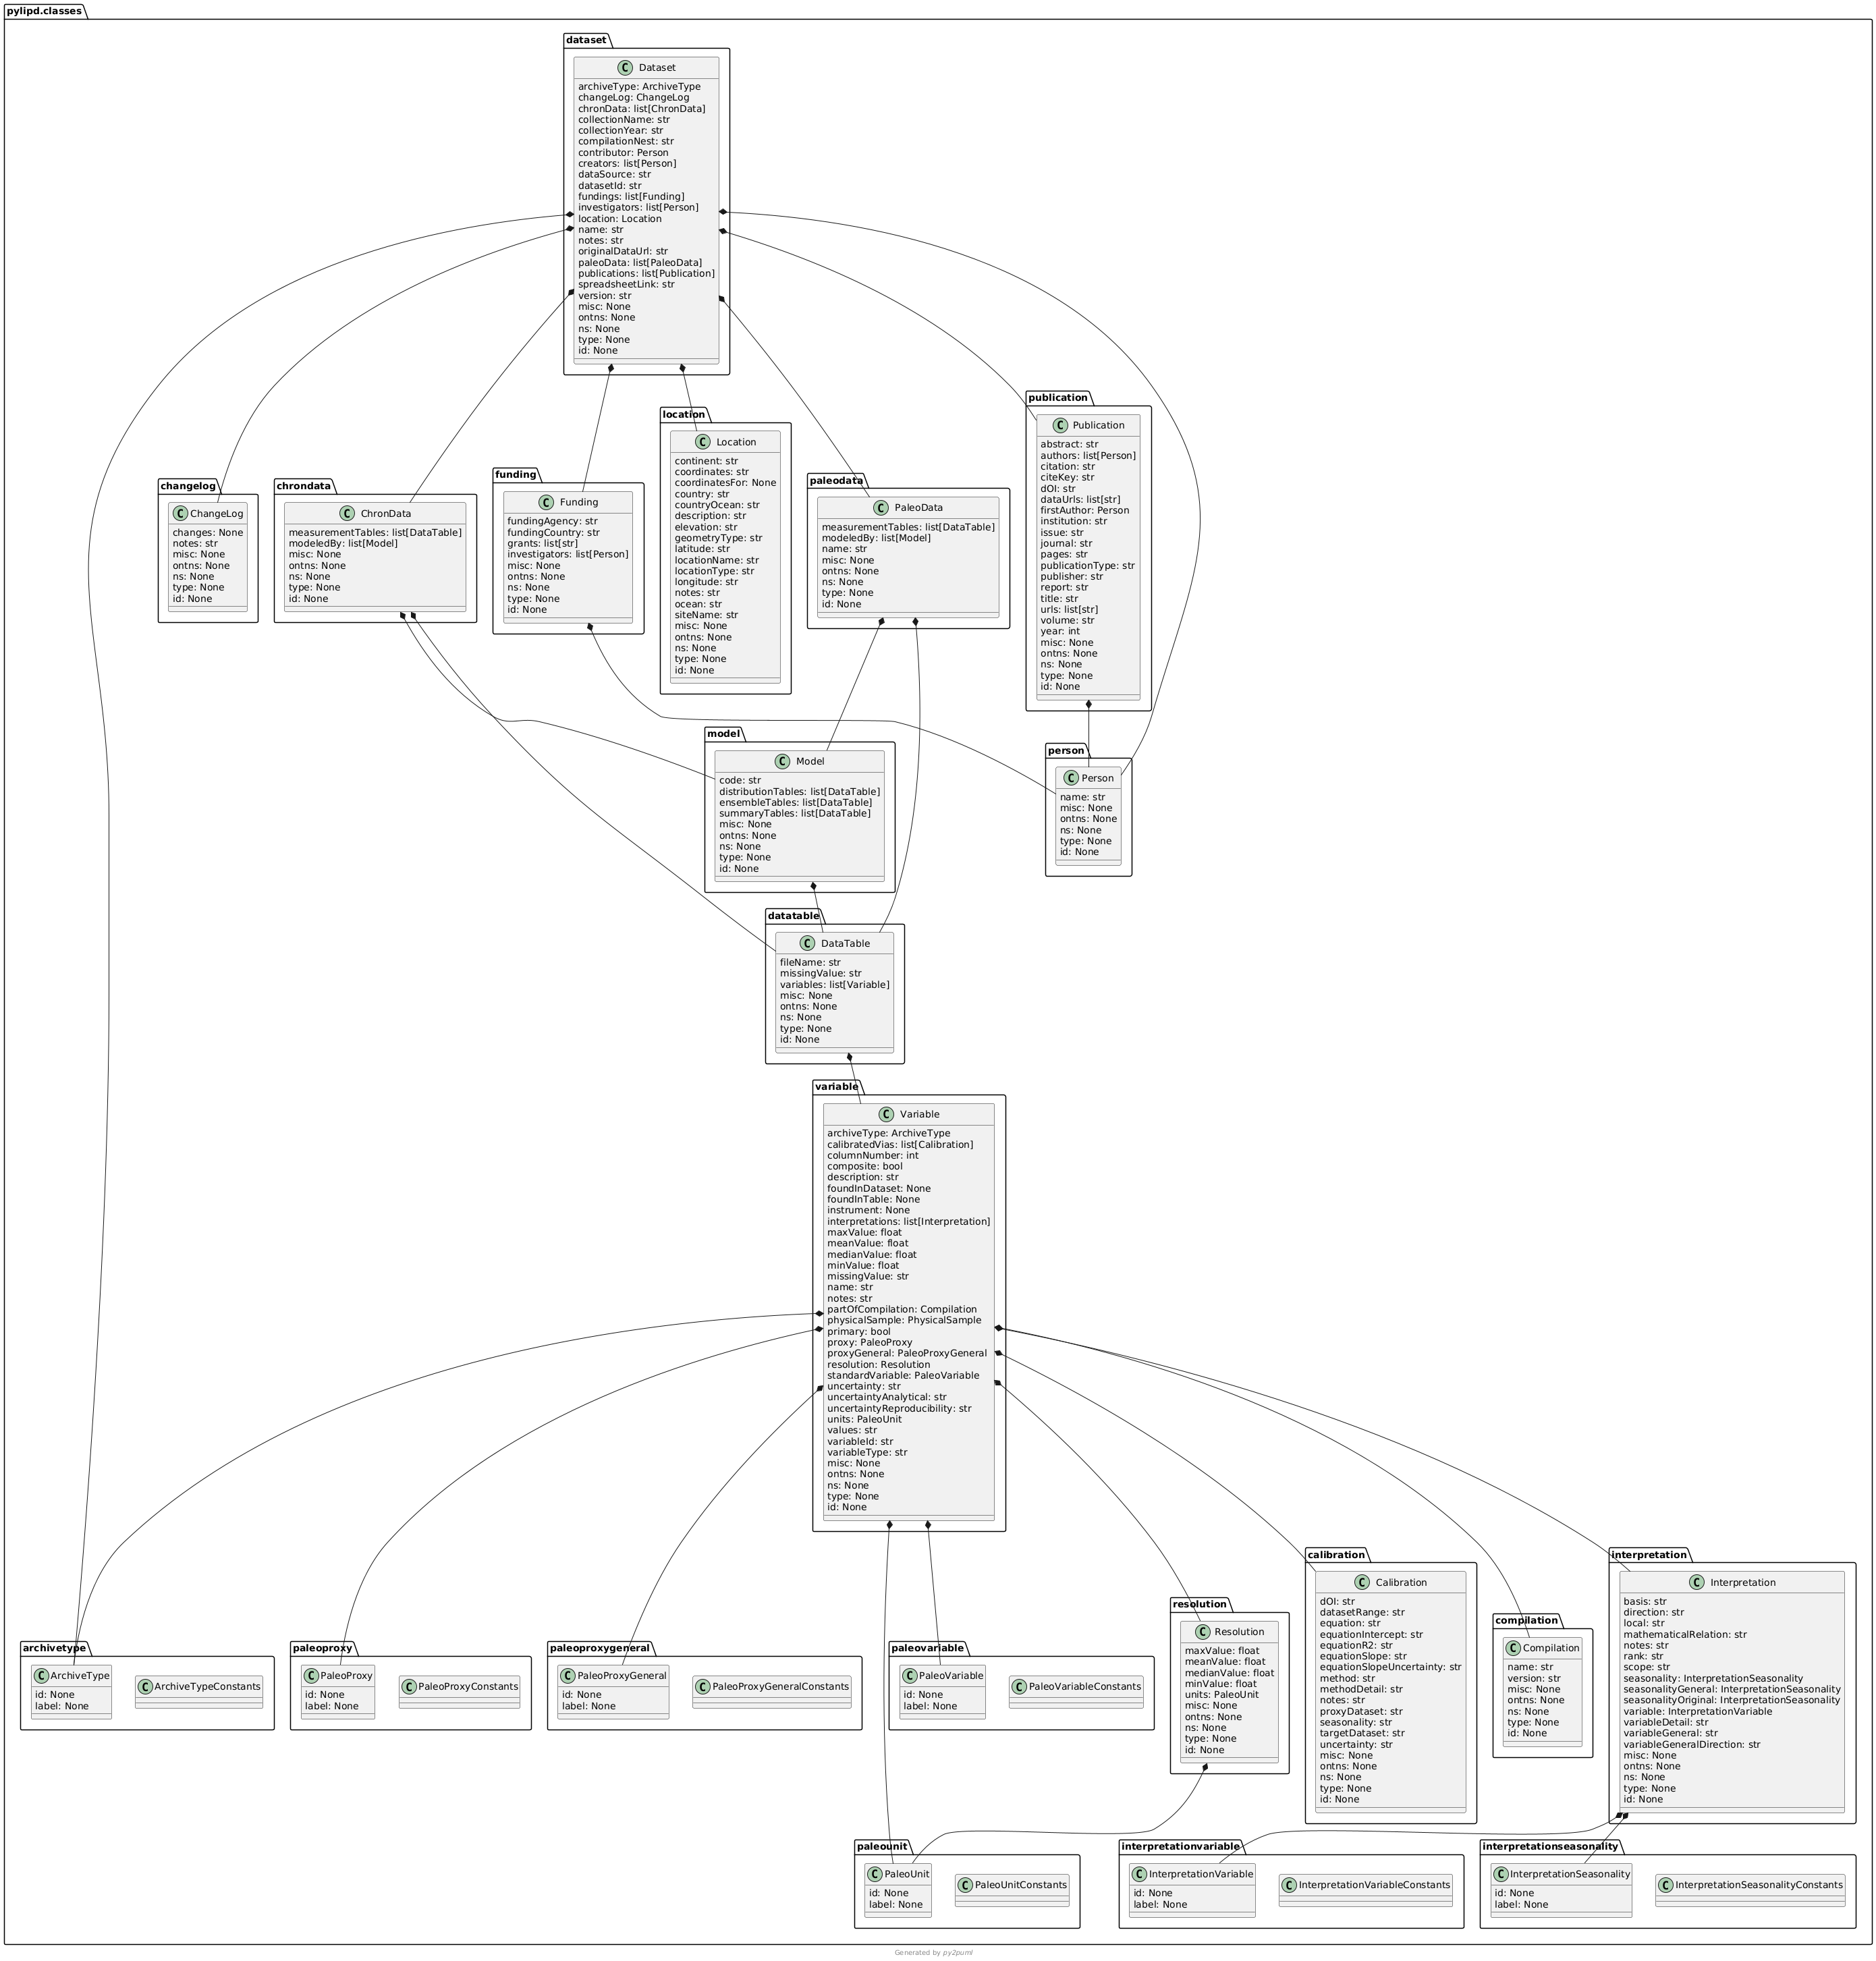 pylipd.classes
dataset
C Dataset
archiveType: ArchiveType
changeLog: ChangeLog
chronData: list[ChronData]
collectionName: str
collectionYear: str
compilationNest: str
contributor: Person
creators: list[Person]
dataSource: str
datasetId: str
fundings: list[Funding]
investigators: list[Person]
location: Location
name: str
notes: str
originalDataUrl: str
paleoData: list[PaleoData]
publications: list[Publication]
spreadsheetLink: str
version: str
misc: None
ontns: None
ns: None
type: None
id: None
changelog
C ChangeLog
changes: None
notes: str
misc: None
ontns: None
ns: None
type: None
id: None
chrondata
C ChronData
measurementTables: list[DataTable]
modeledBy: list[Model]
misc: None
ontns: None
ns: None
type: None
id: None
funding
C Funding
fundingAgency: str
fundingCountry: str
grants: list[str]
investigators: list[Person]
misc: None
ontns: None
ns: None
type: None
id: None
location
C Location
continent: str
coordinates: str
coordinatesFor: None
country: str
countryOcean: str
description: str
elevation: str
geometryType: str
latitude: str
locationName: str
locationType: str
longitude: str
notes: str
ocean: str
siteName: str
misc: None
ontns: None
ns: None
type: None
id: None
paleodata
C PaleoData
measurementTables: list[DataTable]
modeledBy: list[Model]
name: str
misc: None
ontns: None
ns: None
type: None
id: None
publication
C Publication
abstract: str
authors: list[Person]
citation: str
citeKey: str
dOI: str
dataUrls: list[str]
firstAuthor: Person
institution: str
issue: str
journal: str
pages: str
publicationType: str
publisher: str
report: str
title: str
urls: list[str]
volume: str
year: int
misc: None
ontns: None
ns: None
type: None
id: None
model
C Model
code: str
distributionTables: list[DataTable]
ensembleTables: list[DataTable]
summaryTables: list[DataTable]
misc: None
ontns: None
ns: None
type: None
id: None
person
C Person
name: str
misc: None
ontns: None
ns: None
type: None
id: None
datatable
C DataTable
fileName: str
missingValue: str
variables: list[Variable]
misc: None
ontns: None
ns: None
type: None
id: None
variable
C Variable
archiveType: ArchiveType
calibratedVias: list[Calibration]
columnNumber: int
composite: bool
description: str
foundInDataset: None
foundInTable: None
instrument: None
interpretations: list[Interpretation]
maxValue: float
meanValue: float
medianValue: float
minValue: float
missingValue: str
name: str
notes: str
partOfCompilation: Compilation
physicalSample: PhysicalSample
primary: bool
proxy: PaleoProxy
proxyGeneral: PaleoProxyGeneral
resolution: Resolution
standardVariable: PaleoVariable
uncertainty: str
uncertaintyAnalytical: str
uncertaintyReproducibility: str
units: PaleoUnit
values: str
variableId: str
variableType: str
misc: None
ontns: None
ns: None
type: None
id: None
archivetype
C ArchiveType
id: None
label: None
C ArchiveTypeConstants
paleoproxy
C PaleoProxy
id: None
label: None
C PaleoProxyConstants
paleoproxygeneral
C PaleoProxyGeneral
id: None
label: None
C PaleoProxyGeneralConstants
paleovariable
C PaleoVariable
id: None
label: None
C PaleoVariableConstants
resolution
C Resolution
maxValue: float
meanValue: float
medianValue: float
minValue: float
units: PaleoUnit
misc: None
ontns: None
ns: None
type: None
id: None
calibration
C Calibration
dOI: str
datasetRange: str
equation: str
equationIntercept: str
equationR2: str
equationSlope: str
equationSlopeUncertainty: str
method: str
methodDetail: str
notes: str
proxyDataset: str
seasonality: str
targetDataset: str
uncertainty: str
misc: None
ontns: None
ns: None
type: None
id: None
compilation
C Compilation
name: str
version: str
misc: None
ontns: None
ns: None
type: None
id: None
interpretation
C Interpretation
basis: str
direction: str
local: str
mathematicalRelation: str
notes: str
rank: str
scope: str
seasonality: InterpretationSeasonality
seasonalityGeneral: InterpretationSeasonality
seasonalityOriginal: InterpretationSeasonality
variable: InterpretationVariable
variableDetail: str
variableGeneral: str
variableGeneralDirection: str
misc: None
ontns: None
ns: None
type: None
id: None
paleounit
C PaleoUnit
id: None
label: None
C PaleoUnitConstants
interpretationvariable
C InterpretationVariable
id: None
label: None
C InterpretationVariableConstants
interpretationseasonality
C InterpretationSeasonality
id: None
label: None
C InterpretationSeasonalityConstants
Generated by py2puml